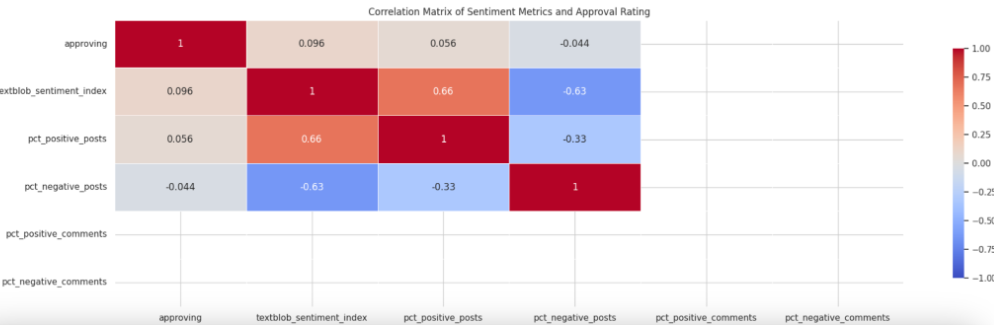 Correlation Matrix of Sentiment Metrics and Approval Rating
approving 1 0.096 0.056 -0.044
extblob_sentiment_index 0.096 1 0.66 -0.63
pct_positive_posts 0.056 0.66 1 -0.33
pct_negative_posts -0.044 -0.63 -0.33 1
pct_positive_comments
pct_negative_comments
approving textblob_sentiment_index pct_positive_posts pct_negative_posts pct_positive_comments pct_negative_comments
1.00
0.75
0.50
0.25
0.00
−0.25
−0.50
−0.75
−1.00